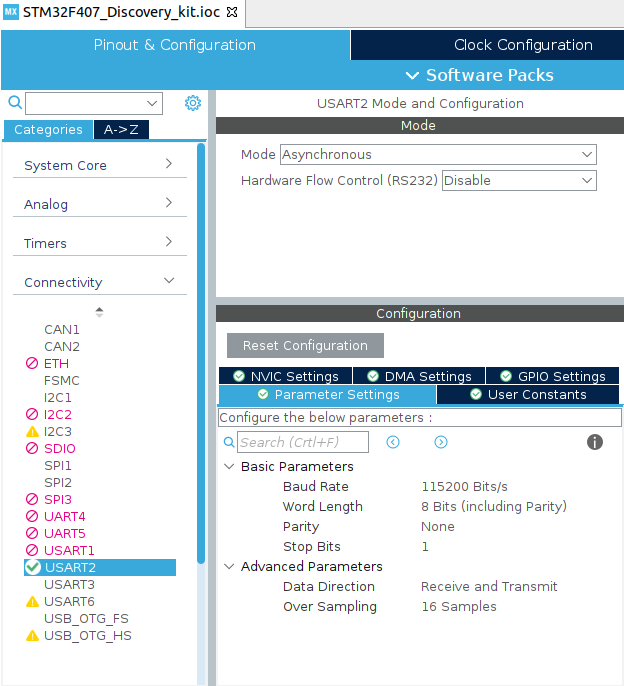 MX STM32F407_Discovery_kit.ioc
Pinout & Configuration
Clock Configuration
Software Packs
Categories
A->Z
System Core
Analog
Timers
Connectivity
CAN1
CAN2
ETH
FSMC
I2C1
I2C2
I2C3
SDIO
SPI1
SPI2
SPI3
UART4
UART5
USART1
USART2
USART3
USART6
USB_OTG_FS
USB_OTG_HS
USART2 Mode and Configuration
Mode
Mode Asynchronous
Hardware Flow Control (RS232) Disable
Configuration
Reset Configuration
NVIC Settings
DMA Settings
GPIO Settings
Parameter Settings
User Constants
Configure the below parameters :
Search (Crtl+F)
Basic Parameters
Baud Rate 115200 Bits/s
Word Length 8 Bits (including Parity)
Parity None
Stop Bits 1
Advanced Parameters
Data Direction Receive and Transmit
Over Sampling 16 Samples